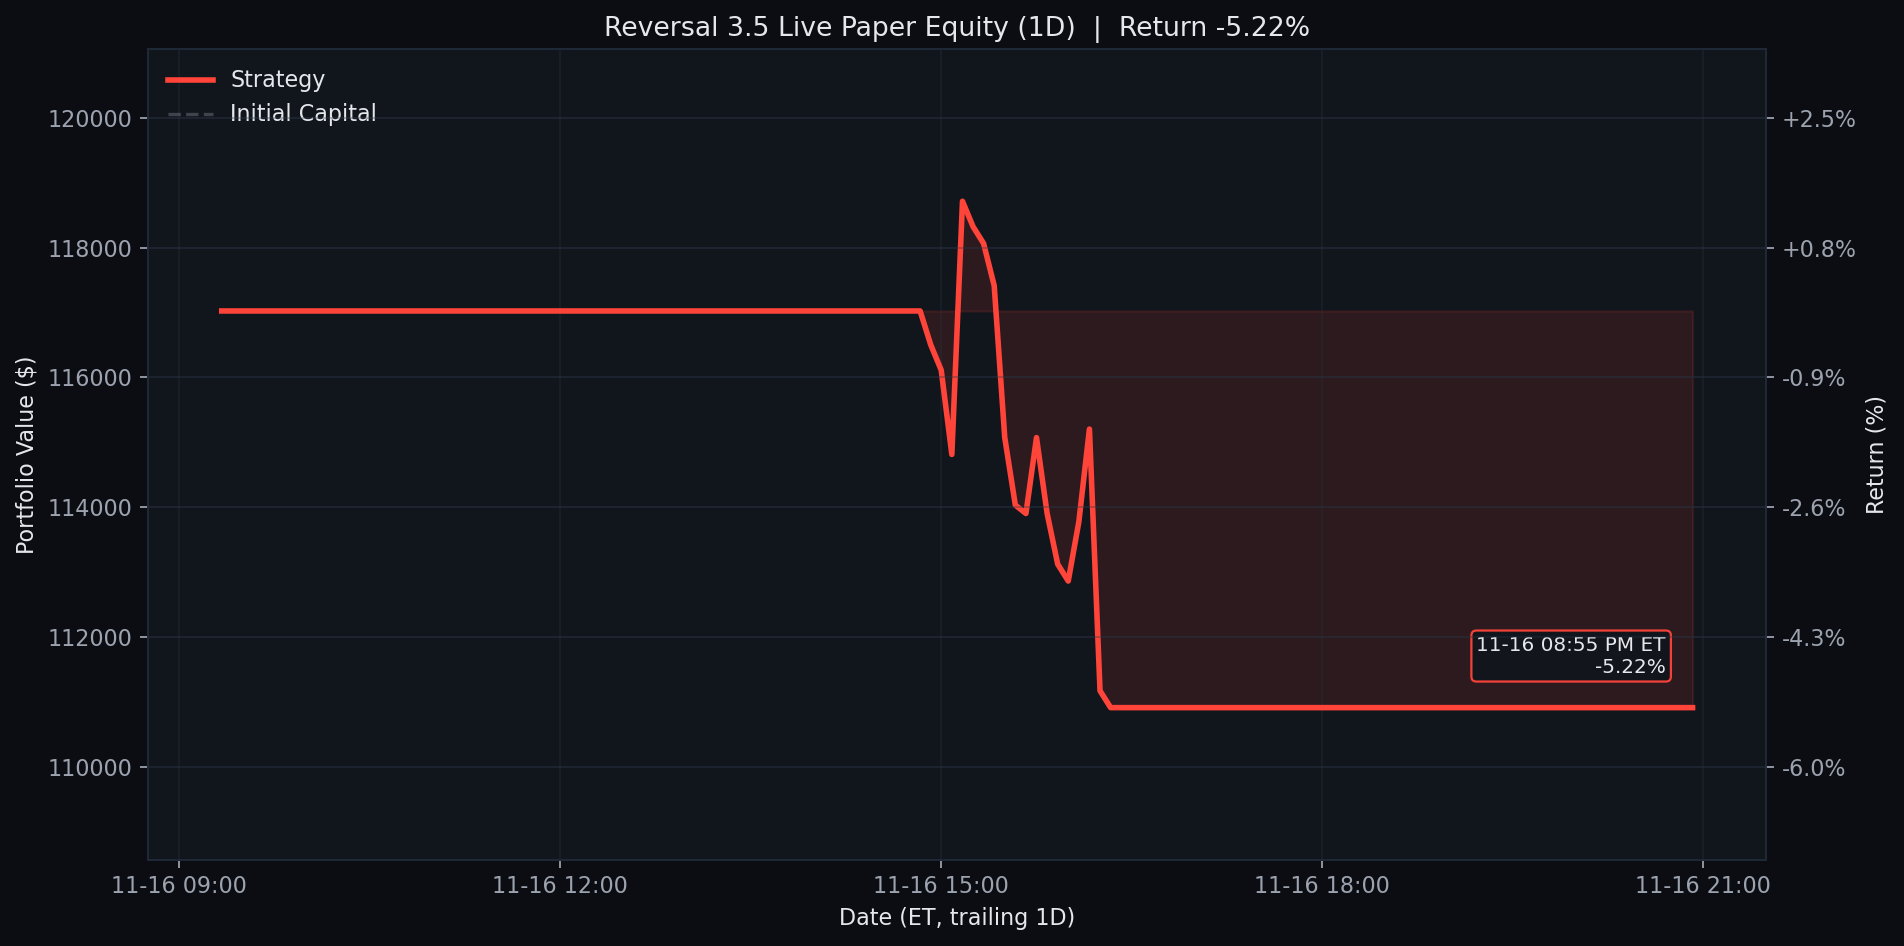 Reversal 3.5 Live Paper Equity (1D) | Return -5.22%
Strategy
Initial Capital
120000
118000
116000
114000
112000
110000
Portfolio Value ($)
+2.5%
+0.8%
-0.9%
-2.6%
-4.3%
-6.0%
Return (%)
11-16 08:55 PM ET
-5.22%
11-16 09:00
11-16 12:00
11-16 15:00
11-16 18:00
11-16 21:00
Date (ET, trailing 1D)